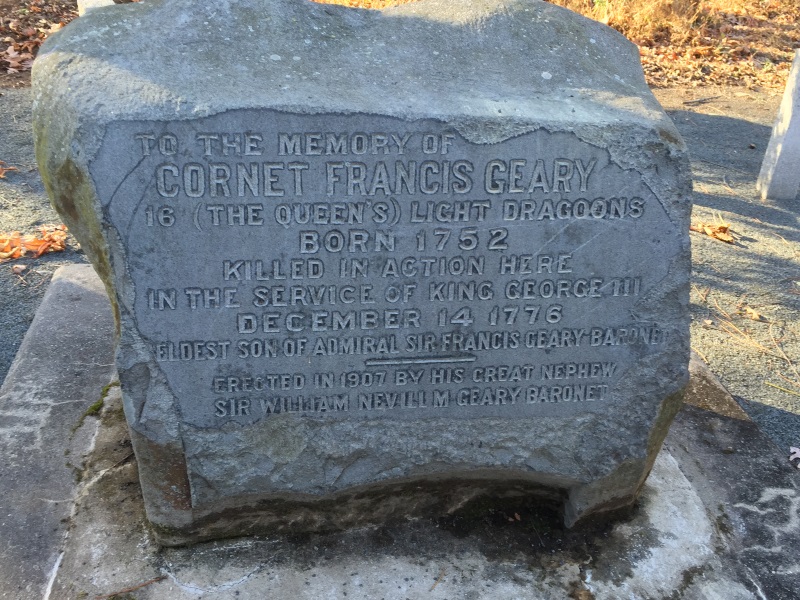 TO THE MEMORY OF
CORNET FRANCIS GEARY
16 (THE QUEEN'S) LIGHT DRAGOONS
BORN 1752
KILLED IN ACTION HERE
IN THE SERVICE OF KING GEORGE III
DECEMBER 14 1776
ELDEST SON OF ADMIRAL SIR FRANCIS GEARY-BARONET
ERECTED IN 1907 BY HIS GREAT NEPHEW
SIR WILLIAM NEVILL M GEARY BARONET